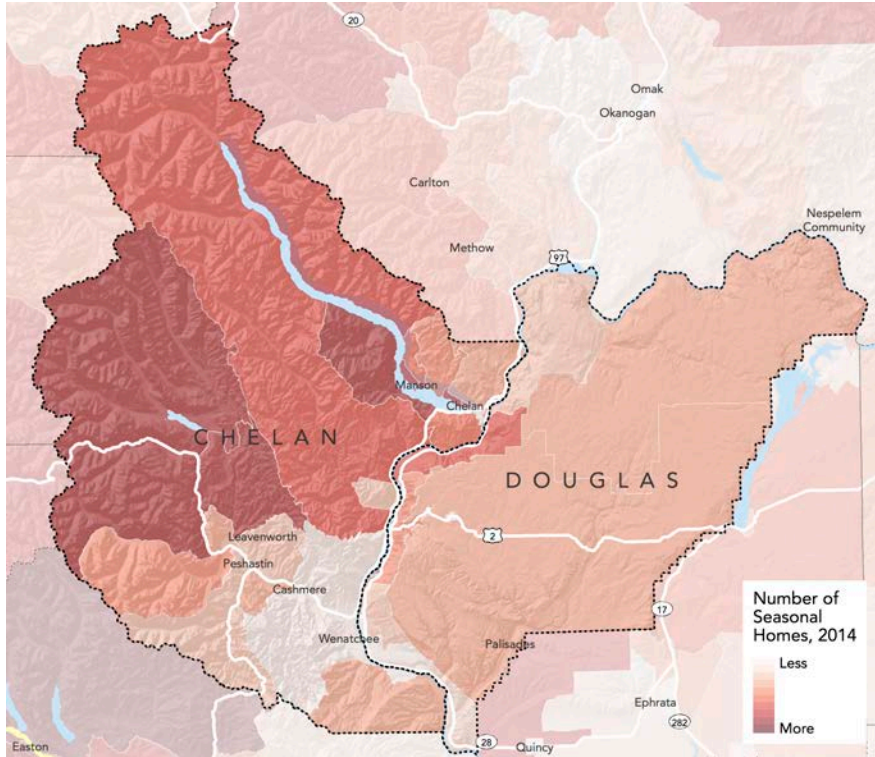 20
Omak
Okanogan
Carlton
Nespelem
Community
Methow
97
Manson
Chelan
CHELAN
DOUGLAS
2
Leavenworth
Peshastin
Cashmere
Wenatchee
Palisades
17
Number of
Seasonal
Homes, 2014
Less
More
Ephrata
282
28
Quincy
Easton